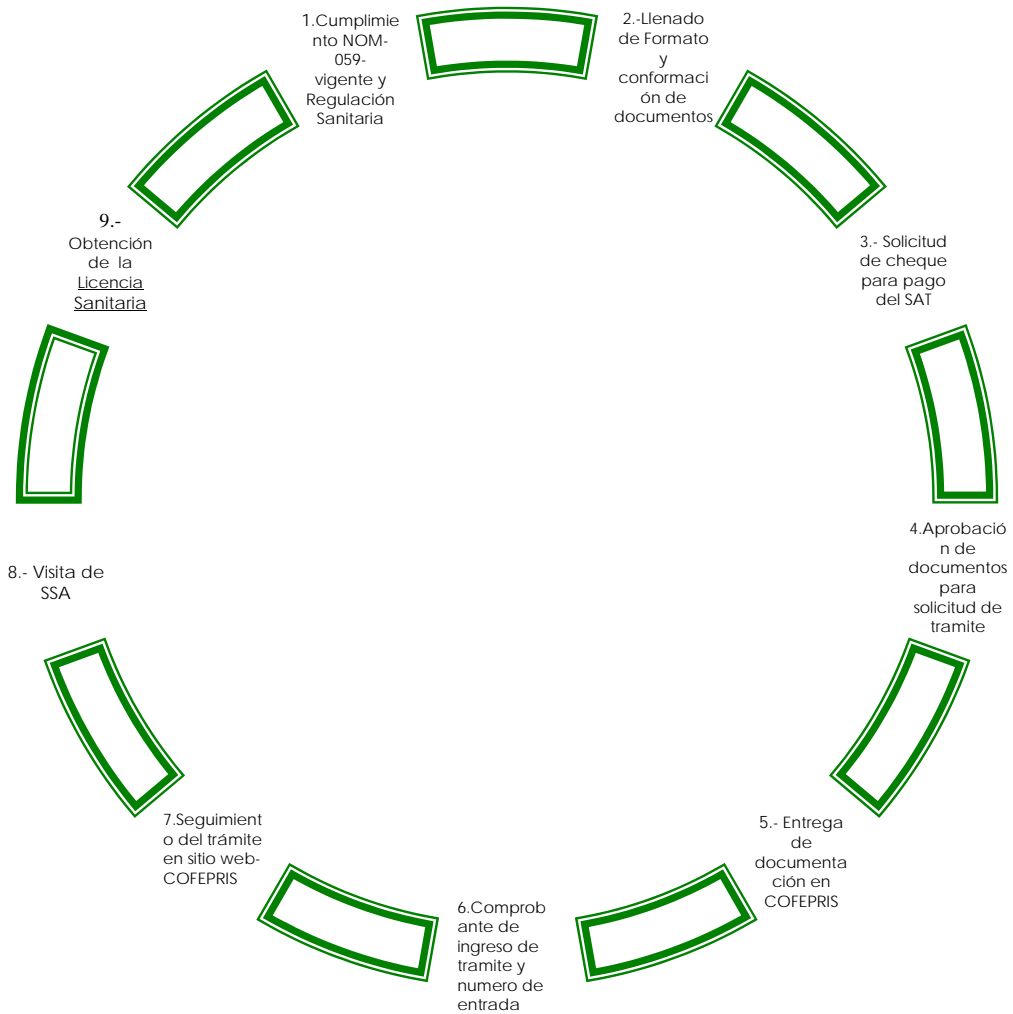 1.Cumplimie
nto NOM-
059-
vigente y
Regulación
Sanitaria
2.-Llenado
de Formato
y
conformaci
ón de
documentos
3.- Solicitud
de cheque
para pago
del SAT
4.Aprobació
n de
documentos
para
solicitud de
tramite
5.- Entrega
de
documenta
ción en
COFEPRIS
6.Comprob
ante de
ingreso de
tramite y
numero de
entrada
7.Seguimient
o del trámite
en sitio web-
COFEPRIS
8.- Visita de
SSA
9.-
Obtención
de la
Licencia
Sanitaria